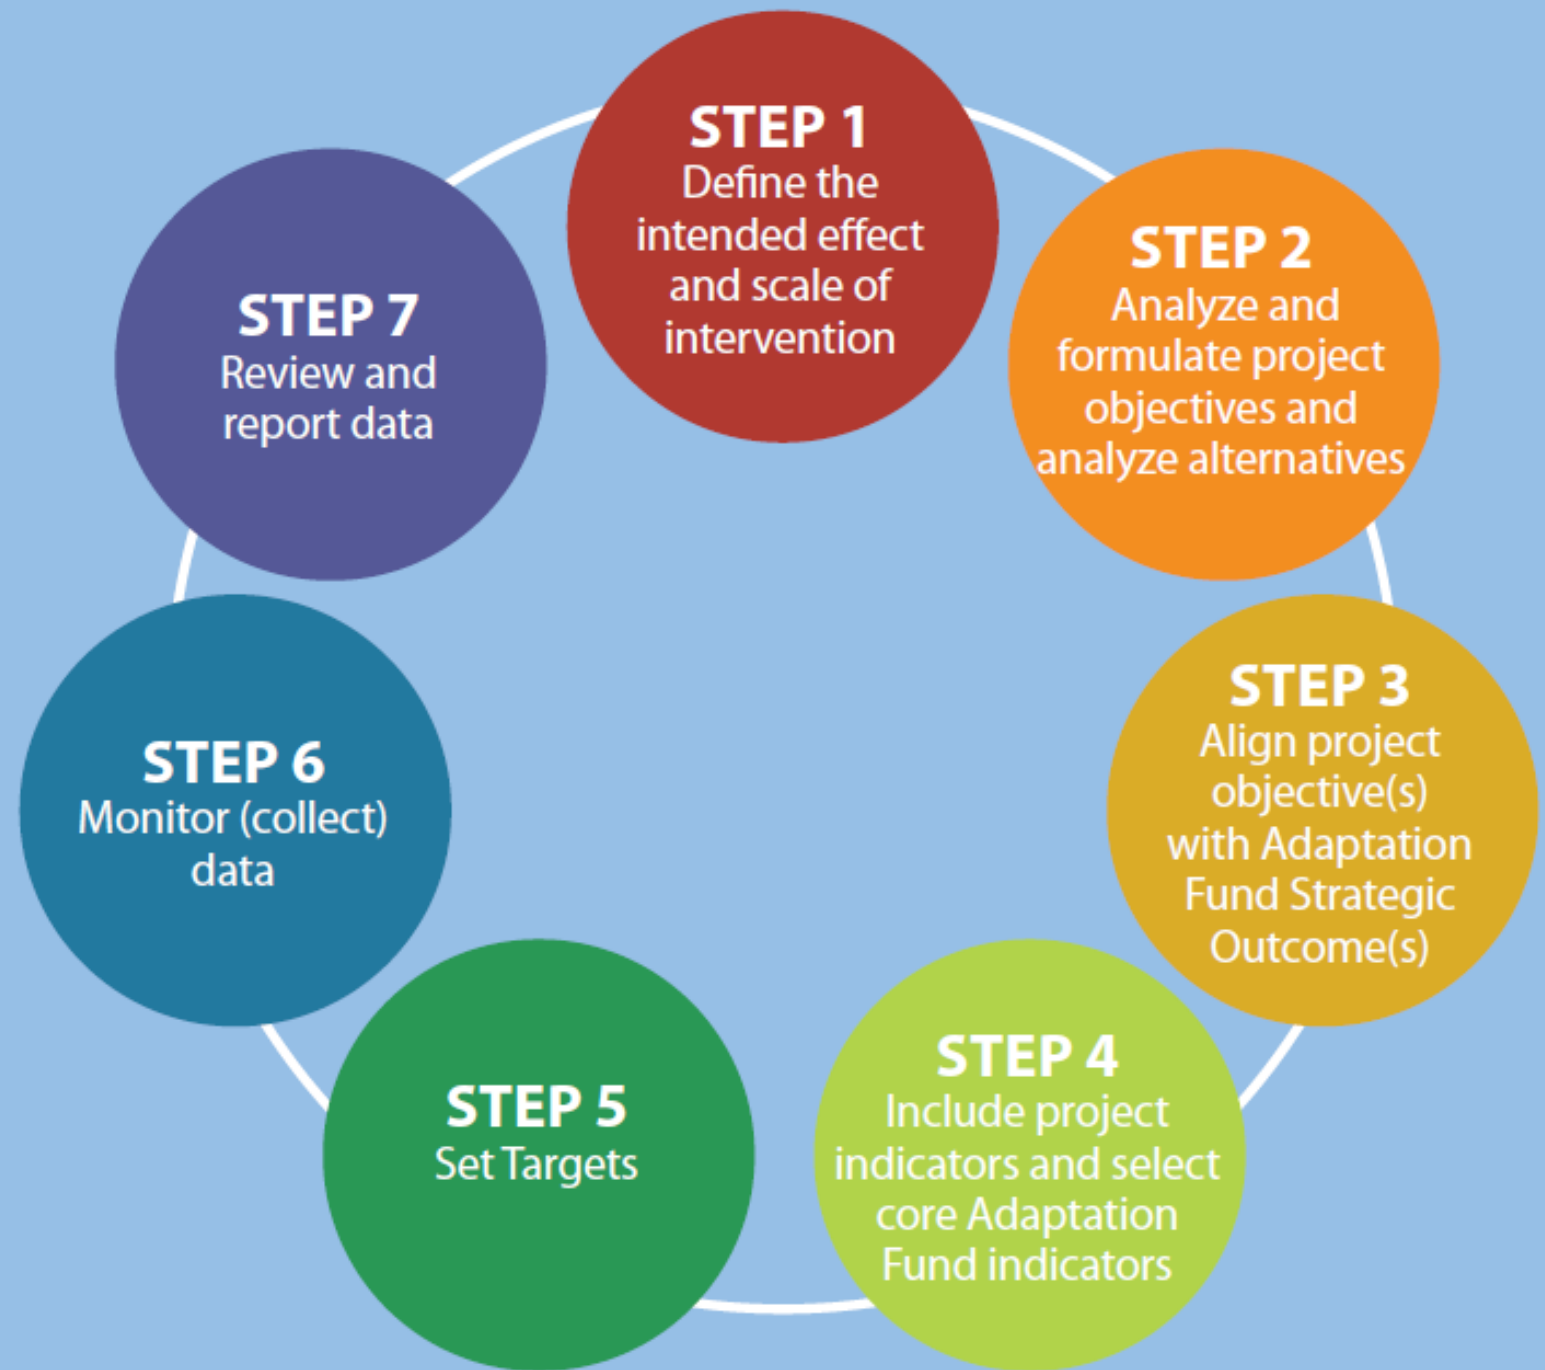 STEP 1
Define the
intended effect
and scale of
intervention
STEP 2
Analyze and
formulate project
objectives and
analyze alternatives
STEP 3
Align project
objective(s)
with Adaptation
Fund Strategic
Outcome(s)
STEP 4
Include project
indicators and select
core Adaptation
Fund indicators
STEP 5
Set Targets
STEP 6
Monitor (collect)
data
STEP 7
Review and
report data